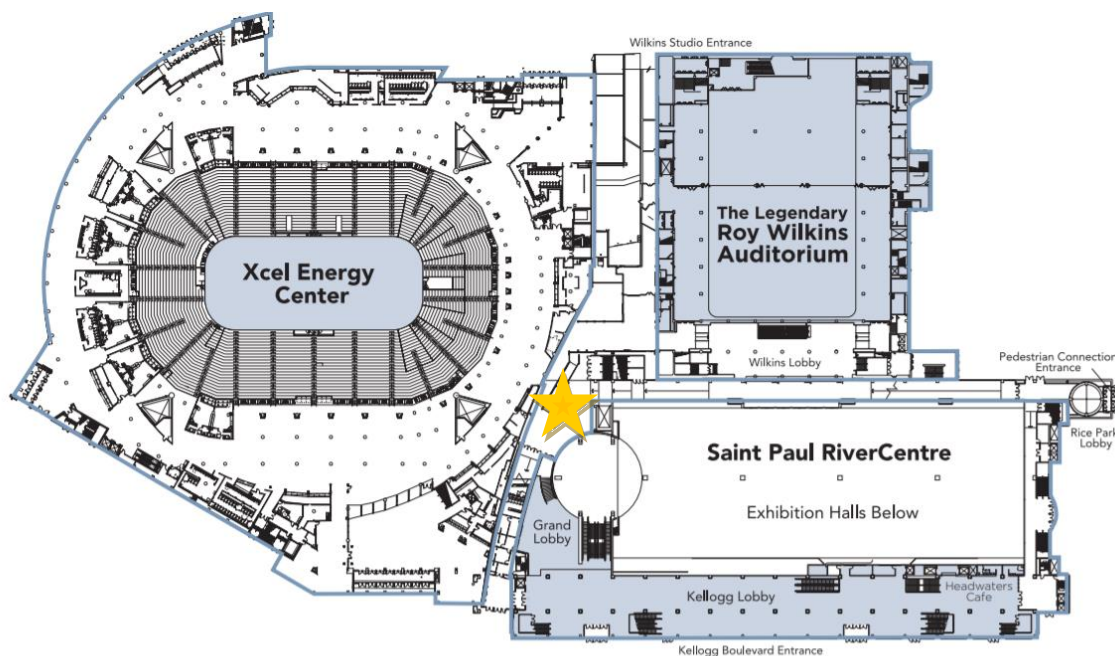 Wilkins Studio Entrance
The Legendary
Roy Wilkins
Auditorium
Xcel Energy
Center
Wilkins Lobby
Pedestrian Connection
Entrance
Rice Park
Lobby
Saint Paul RiverCentre
Exhibition Halls Below
Grand
Lobby
Kellogg Lobby
Headwaters
Cafe
Kellogg Boulevard Entrance